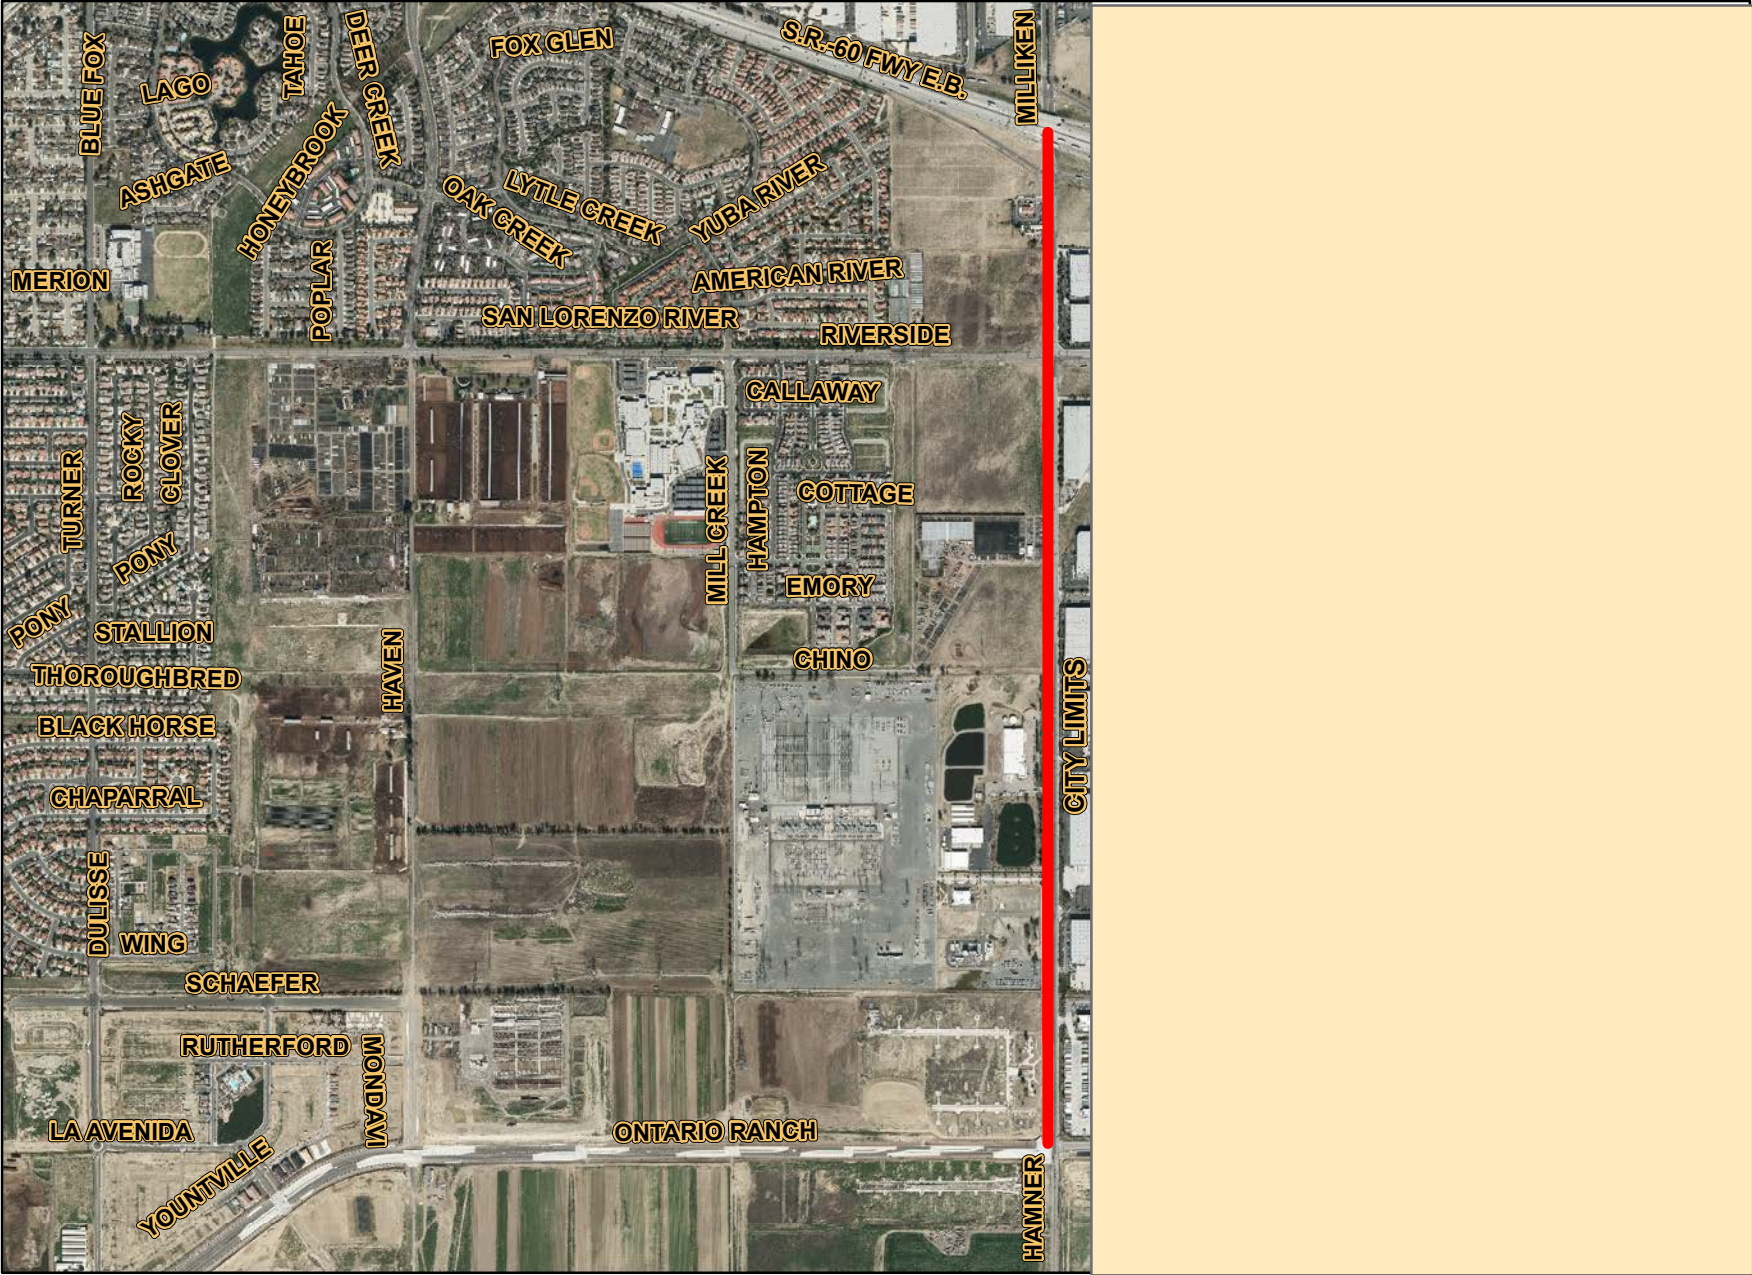 BLUE FOX
LAGO
TAHOE
DEER CREEK
FOX GLEN
S.R.-60 FWY E.B.
MILLIKEN
ASHGATE
HONEYBROOK
OAK CREEK
LYTLE CREEK
YUBA RIVER
MERION
POPLAR
AMERICAN RIVER
SAN LORENZO RIVER
RIVERSIDE
CALLAWAY
TURNER
ROCKY
CLOVER
MILL CREEK
HAMPTON
COTTAGE
PONY
EMORY
PONY
STALLION
HAVEN
CHINO
THOROUGHBRED
BLACK HORSE
CITY LIMITS
CHAPARRAL
DULISSE
WING
SCHAEFER
RUTHERFORD
MONDAVI
LA AVENIDA
ONTARIO RANCH
YOUNTVILLE
HAMNER